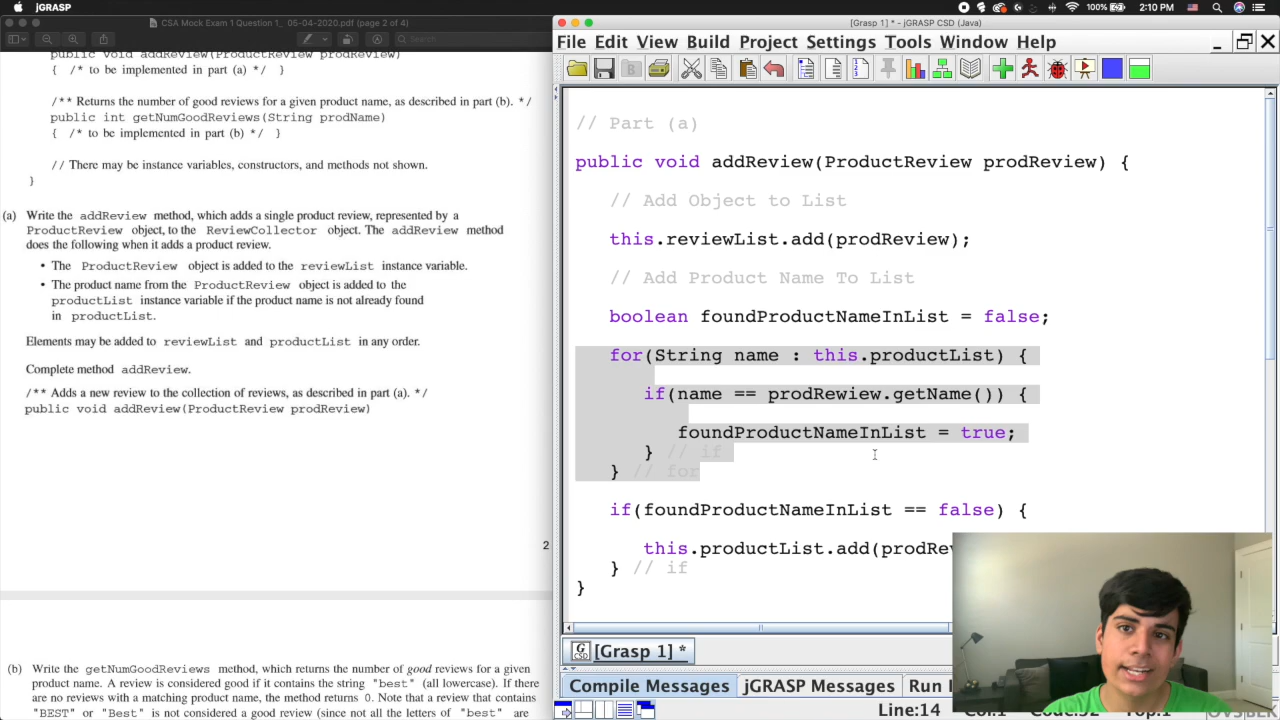 jGRASP
100%
2:10 PM
CSA Mock Exam 1 Question 1_ 05-04-2020.pdf (page 2 of 4)
Search
public void addReview(ProductReview prodReview)
{ /* to be implemented in part (a) */ }
/** Returns the number of good reviews for a given product name, as described in part (b). */
public int getNumGoodReviews(String prodName)
{ /* to be implemented in part (b) */ }
// There may be instance variables, constructors, and methods not shown.
}
(a) Write the addReview method, which adds a single product review, represented by a
ProductReview object, to the ReviewCollector object. The addReview method
does the following when it adds a product review.
• The ProductReview object is added to the reviewList instance variable.
• The product name from the ProductReview object is added to the
productList instance variable if the product name is not already found
in productList.
Elements may be added to reviewList and productList in any order.
Complete method addReview.
/** Adds a new review to the collection of reviews, as described in part (a). */
public void addReview(ProductReview prodReview)
2
(b) Write the getNumGoodReviews method, which returns the number of good reviews for a given
product name. A review is considered good if it contains the string "best" (all lowercase). If there
are no reviews with a matching product name, the method returns 0. Note that a review that contains
"BEST" or "Best" is not considered a good review (since not all the letters of "best" are
[Grasp 1] * - jGRASP CSD (Java)
File Edit View Build Project Settings Tools Window Help
// Part (a)
public void addReview(ProductReview prodReview) {
// Add Object to List
this.reviewList.add(prodReview);
// Add Product Name To List
boolean foundProductNameInList = false;
for(String name : this.productList) {
if(name == prodRewiew.getName()) {
foundProductNameInList = true;
} // if
} // for
if(foundProductNameInList == false) {
this.productList.add(prodRev
} // if
}
[Grasp 1] *
Compile Messages jGRASP Messages Run I
Line:14